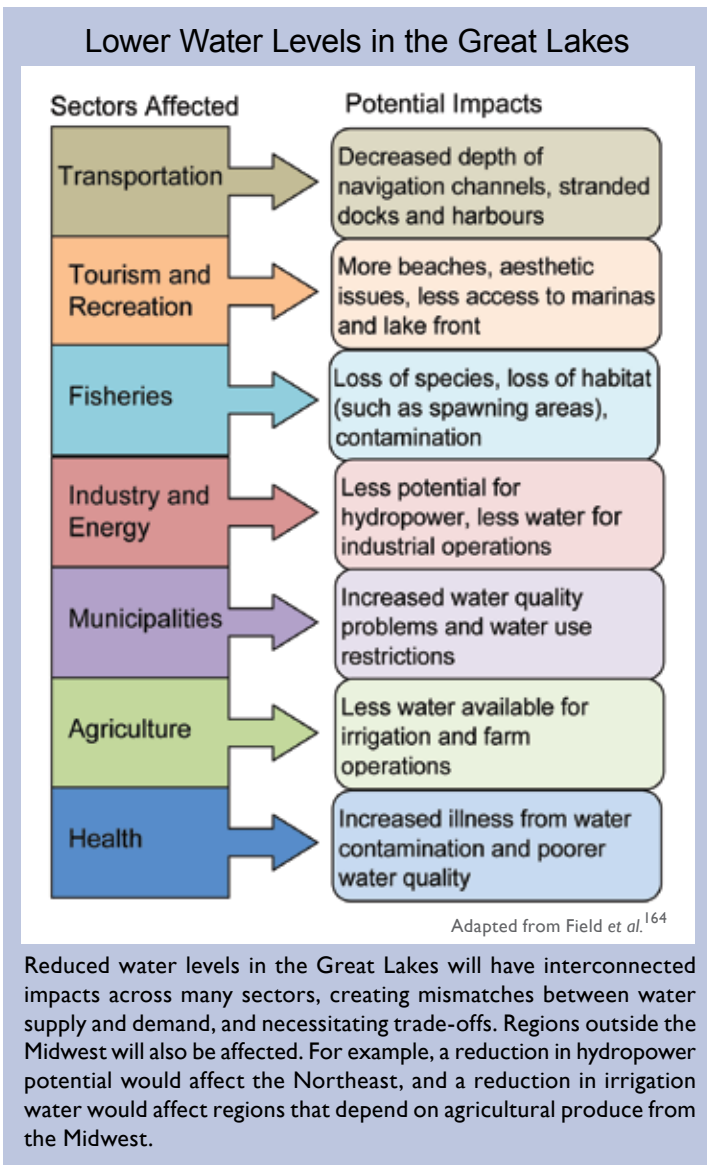 Lower Water Levels in the Great Lakes
Sectors Affected
Potential Impacts
Transportation
Decreased depth of
navigation channels, stranded
docks and harbours
Tourism and
Recreation
More beaches, aesthetic
issues, less access to marinas
and lake front
Fisheries
Loss of species, loss of habitat
(such as spawning areas),
contamination
Industry and
Energy
Less potential for
hydropower, less water for
industrial operations
Municipalities
Increased water quality
problems and water use
restrictions
Agriculture
Less water available for
irrigation and farm
operations
Health
Increased illness from water
contamination and poorer
water quality
Adapted from Field et al.164
Reduced water levels in the Great Lakes will have interconnected
impacts across many sectors, creating mismatches between water
supply and demand, and necessitating trade-offs. Regions outside the
Midwest will also be affected. For example, a reduction in hydropower
potential would affect the Northeast, and a reduction in irrigation
water would affect regions that depend on agricultural produce from
the Midwest.